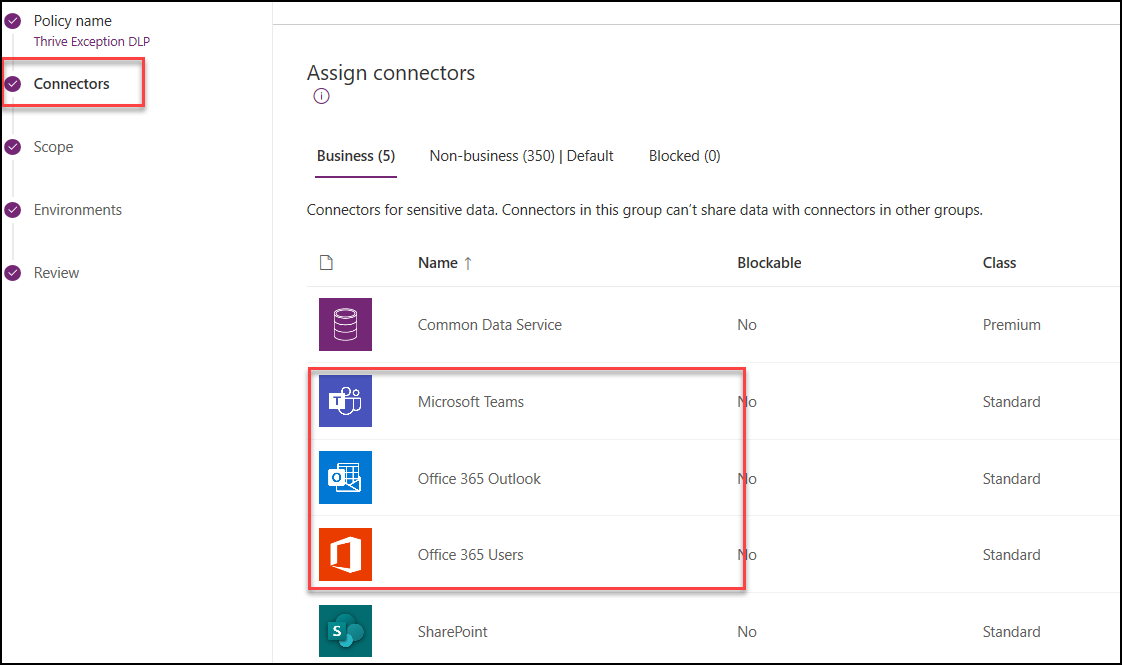 Policy name
Thrive Exception DLP
Connectors
Scope
Environments
Review
Assign connectors
Business (5) Non-business (350) | Default Blocked (0)
Connectors for sensitive data. Connectors in this group can't share data with connectors in other groups.
Name ↑ Blockable Class
Common Data Service No Premium
Microsoft Teams No Standard
Office 365 Outlook No Standard
Office 365 Users No Standard
SharePoint No Standard